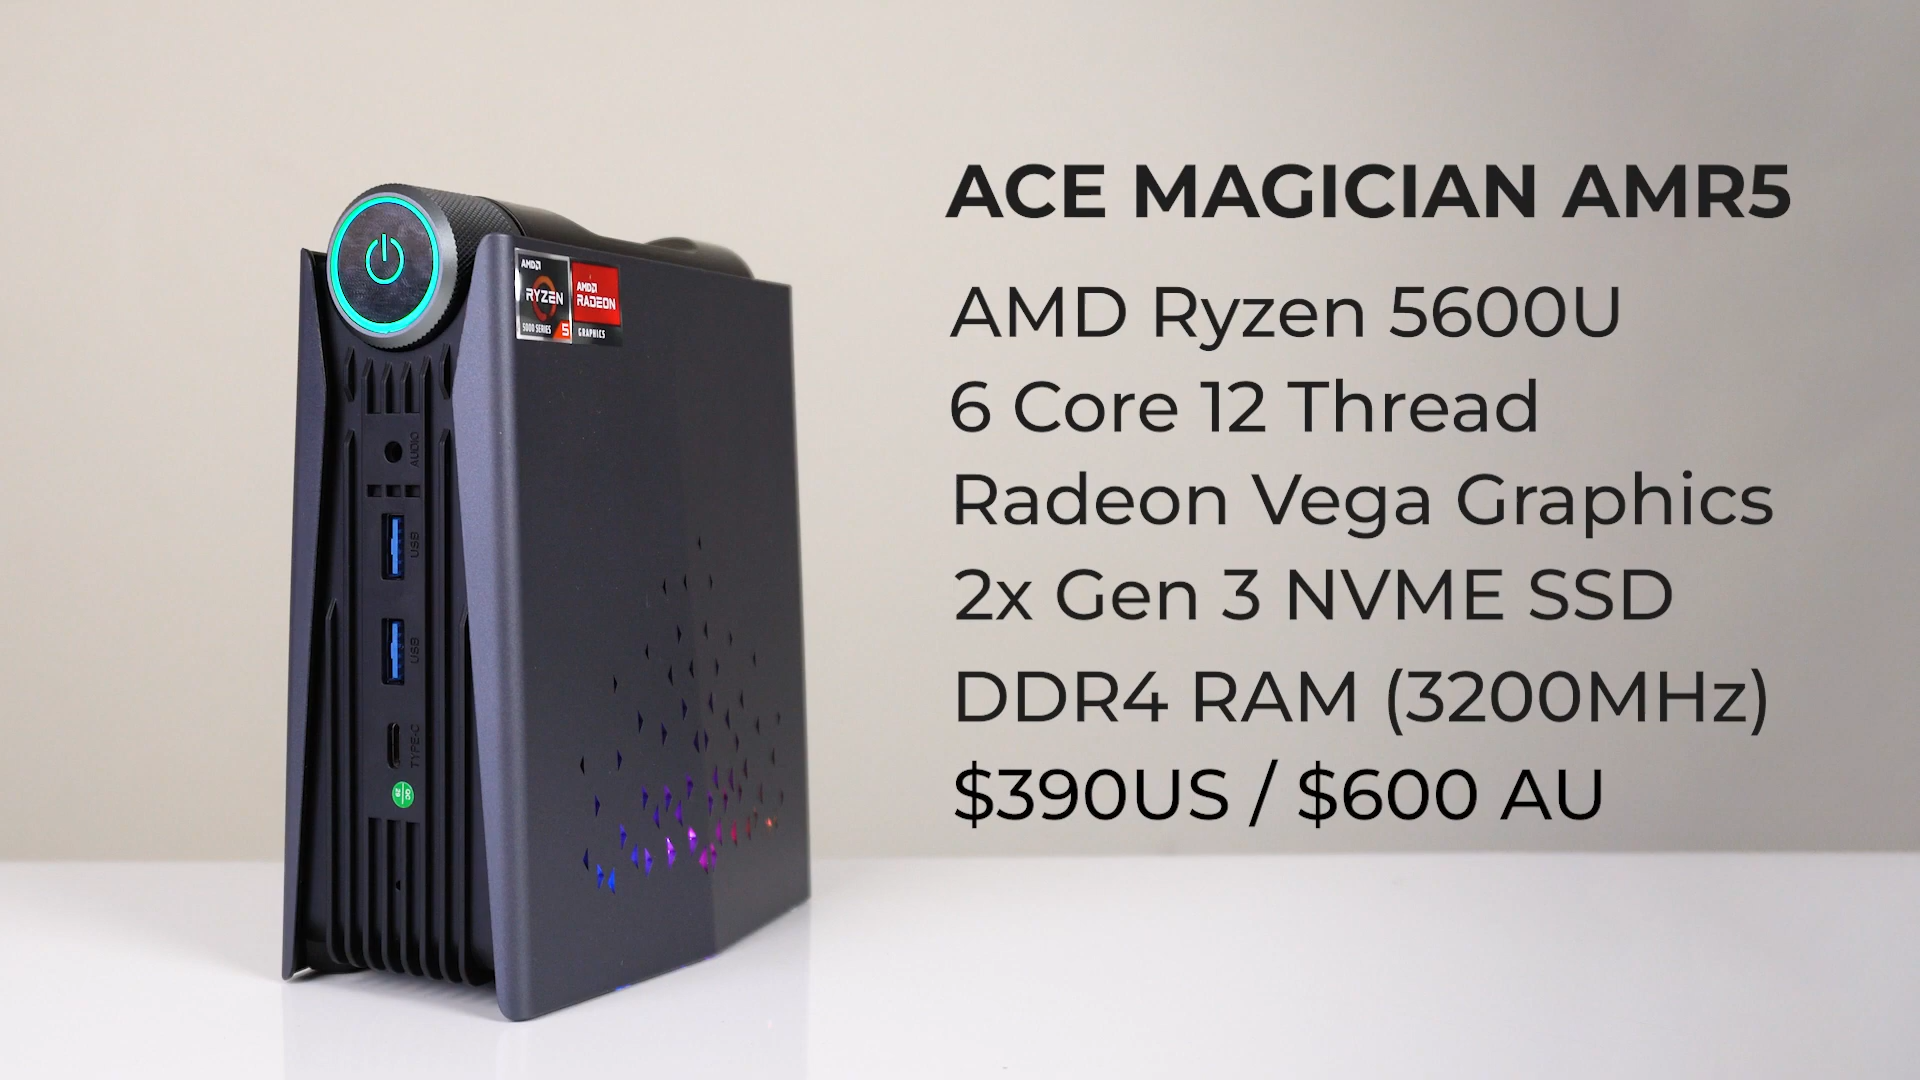 ACE MAGICIAN AMR5
AMD Ryzen 5600U
6 Core 12 Thread
Radeon Vega Graphics
2x Gen 3 NVME SSD
DDR4 RAM (3200MHz)
$390US / $600 AU
AMD
RYZEN
5000 SERIES 5
AMD
RADEON
GRAPHICS
AUDIO
USB
USB
TYPE-C
QC